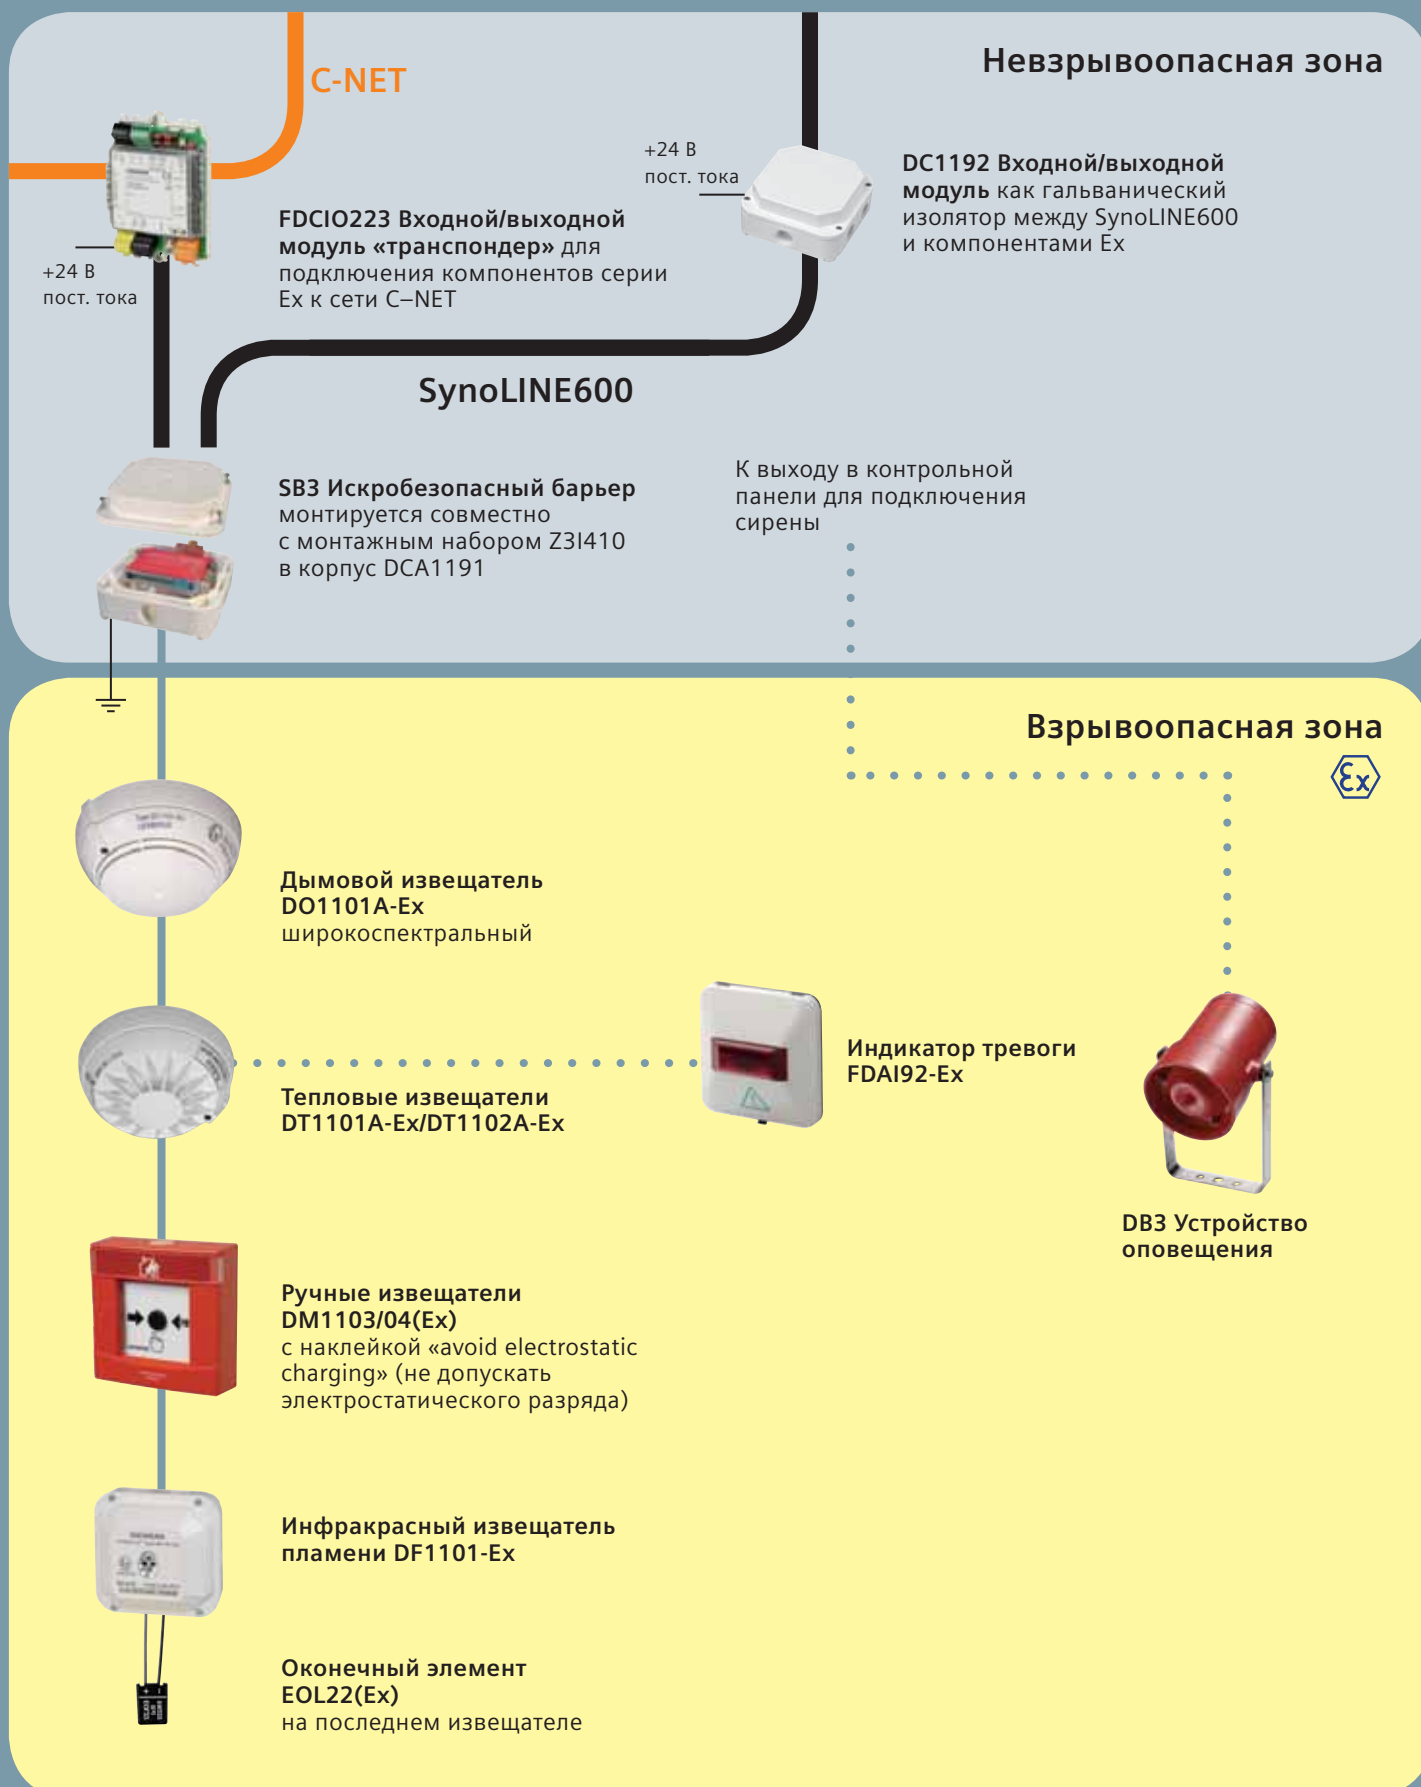 Невзрывоопасная зона
C-NET
+24 В
пост. тока
DC1192 Входной/выходной
модуль как гальванический
изолятор между SynoLINE600
и компонентами Ex
FDCIO223 Входной/выходной
модуль «транспондер» для
подключения компонентов серии
Ex к сети C–NET
+24 В
пост. тока
SynoLINE600
SB3 Искробезопасный барьер
монтируется совместно
с монтажным набором Z3I410
в корпус DCA1191
К выходу в контрольной
панели для подключения
сирены
Взрывоопасная зона
Ex
Дымовой извещатель
DO1101A-Ex
широкоспектральный
Тепловые извещатели
DT1101A-Ex/DT1102A-Ex
Индикатор тревоги
FDAI92-Ex
DB3 Устройство
оповещения
Ручные извещатели
DM1103/04(Ex)
с наклейкой «avoid electrostatic
charging» (не допускать
электростатического разряда)
Инфракрасный извещатель
пламени DF1101-Ex
Оконечный элемент
EOL22(Ex)
на последнем извещателе